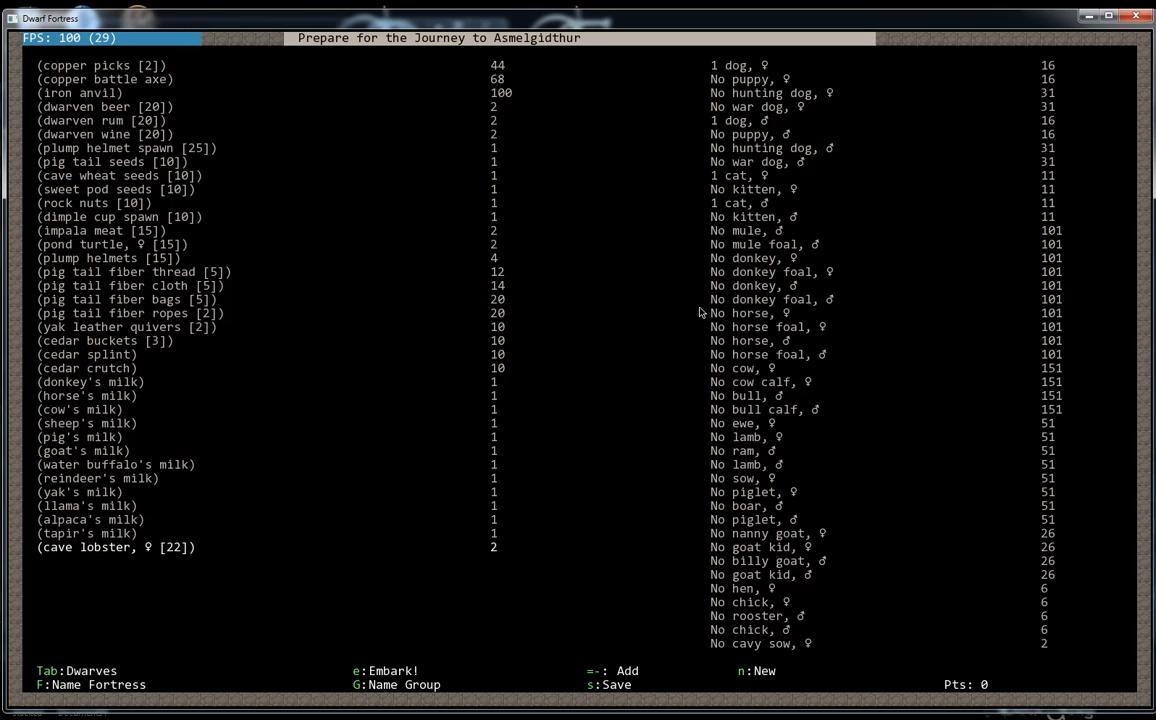 Dwarf Fortress
FPS: 100 (29)
Prepare for the Journey to Asmelgidthur
(copper picks [2]) 44 1 dog, ♀ 16
(copper battle axe) 68 No puppy, ♀ 16
(iron anvil) 100 No hunting dog, ♀ 31
(dwarven beer [20]) 2 No war dog, ♀ 31
(dwarven rum [20]) 2 1 dog, ♂ 16
(dwarven wine [20]) 2 No puppy, ♂ 16
(plump helmet spawn [25]) 1 No hunting dog, ♂ 31
(pig tail seeds [10]) 1 No war dog, ♂ 31
(cave wheat seeds [10]) 1 1 cat, ♀ 11
(sweet pod seeds [10]) 1 No kitten, ♀ 11
(rock nuts [10]) 1 1 cat, ♂ 11
(dimple cup spawn [10]) 1 No kitten, ♂ 11
(impala meat [15]) 2 No mule, ♂ 101
(pond turtle, ♀ [15]) 2 No mule foal, ♂ 101
(plump helmets [15]) 4 No donkey, ♀ 101
(pig tail fiber thread [5]) 12 No donkey foal, ♀ 101
(pig tail fiber cloth [5]) 14 No donkey, ♂ 101
(pig tail fiber bags [5]) 20 No donkey foal, ♂ 101
(pig tail fiber ropes [2]) 20 No horse, ♀ 101
(yak leather quivers [2]) 10 No horse foal, ♀ 101
(cedar buckets [3]) 10 No horse, ♂ 101
(cedar splint) 10 No horse foal, ♂ 101
(cedar crutch) 10 No cow, ♀ 151
(donkey's milk) 1 No cow calf, ♀ 151
(horse's milk) 1 No bull, ♂ 151
(cow's milk) 1 No bull calf, ♂ 151
(sheep's milk) 1 No ewe, ♀ 51
(pig's milk) 1 No lamb, ♀ 51
(goat's milk) 1 No ram, ♂ 51
(water buffalo's milk) 1 No lamb, ♂ 51
(reindeer's milk) 1 No sow, ♀ 51
(yak's milk) 1 No piglet, ♀ 51
(llama's milk) 1 No boar, ♂ 51
(alpaca's milk) 1 No piglet, ♂ 51
(tapir's milk) 1 No nanny goat, ♀ 26
(cave lobster, ♀ [22]) 2 No goat kid, ♀ 26
No billy goat, ♂ 26
No goat kid, ♂ 26
No hen, ♀ 6
No chick, ♀ 6
No rooster, ♂ 6
No chick, ♂ 6
No cavy sow, ♀ 2
Tab:Dwarves e:Embark! =-: Add n:New
F:Name Fortress G:Name Group s:Save Pts: 0